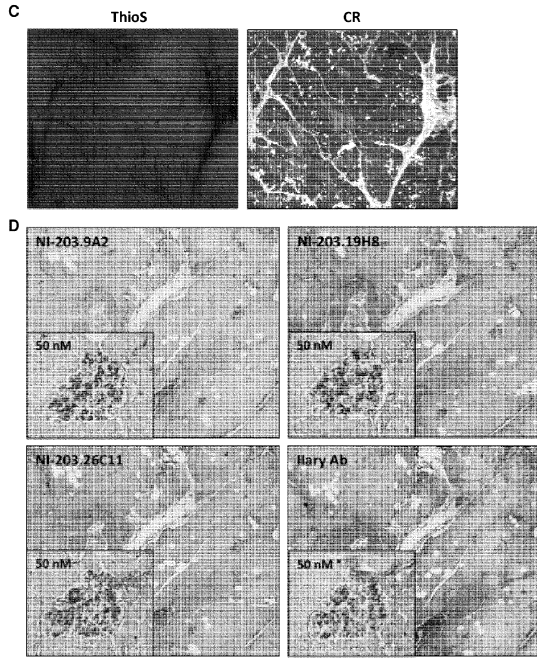 C
ThioS CR
D
NI-203.9A2 NI-203.19H8
50 nM 50 nM
NI-203.26C11 IIary Ab
50 nM 50 nM *